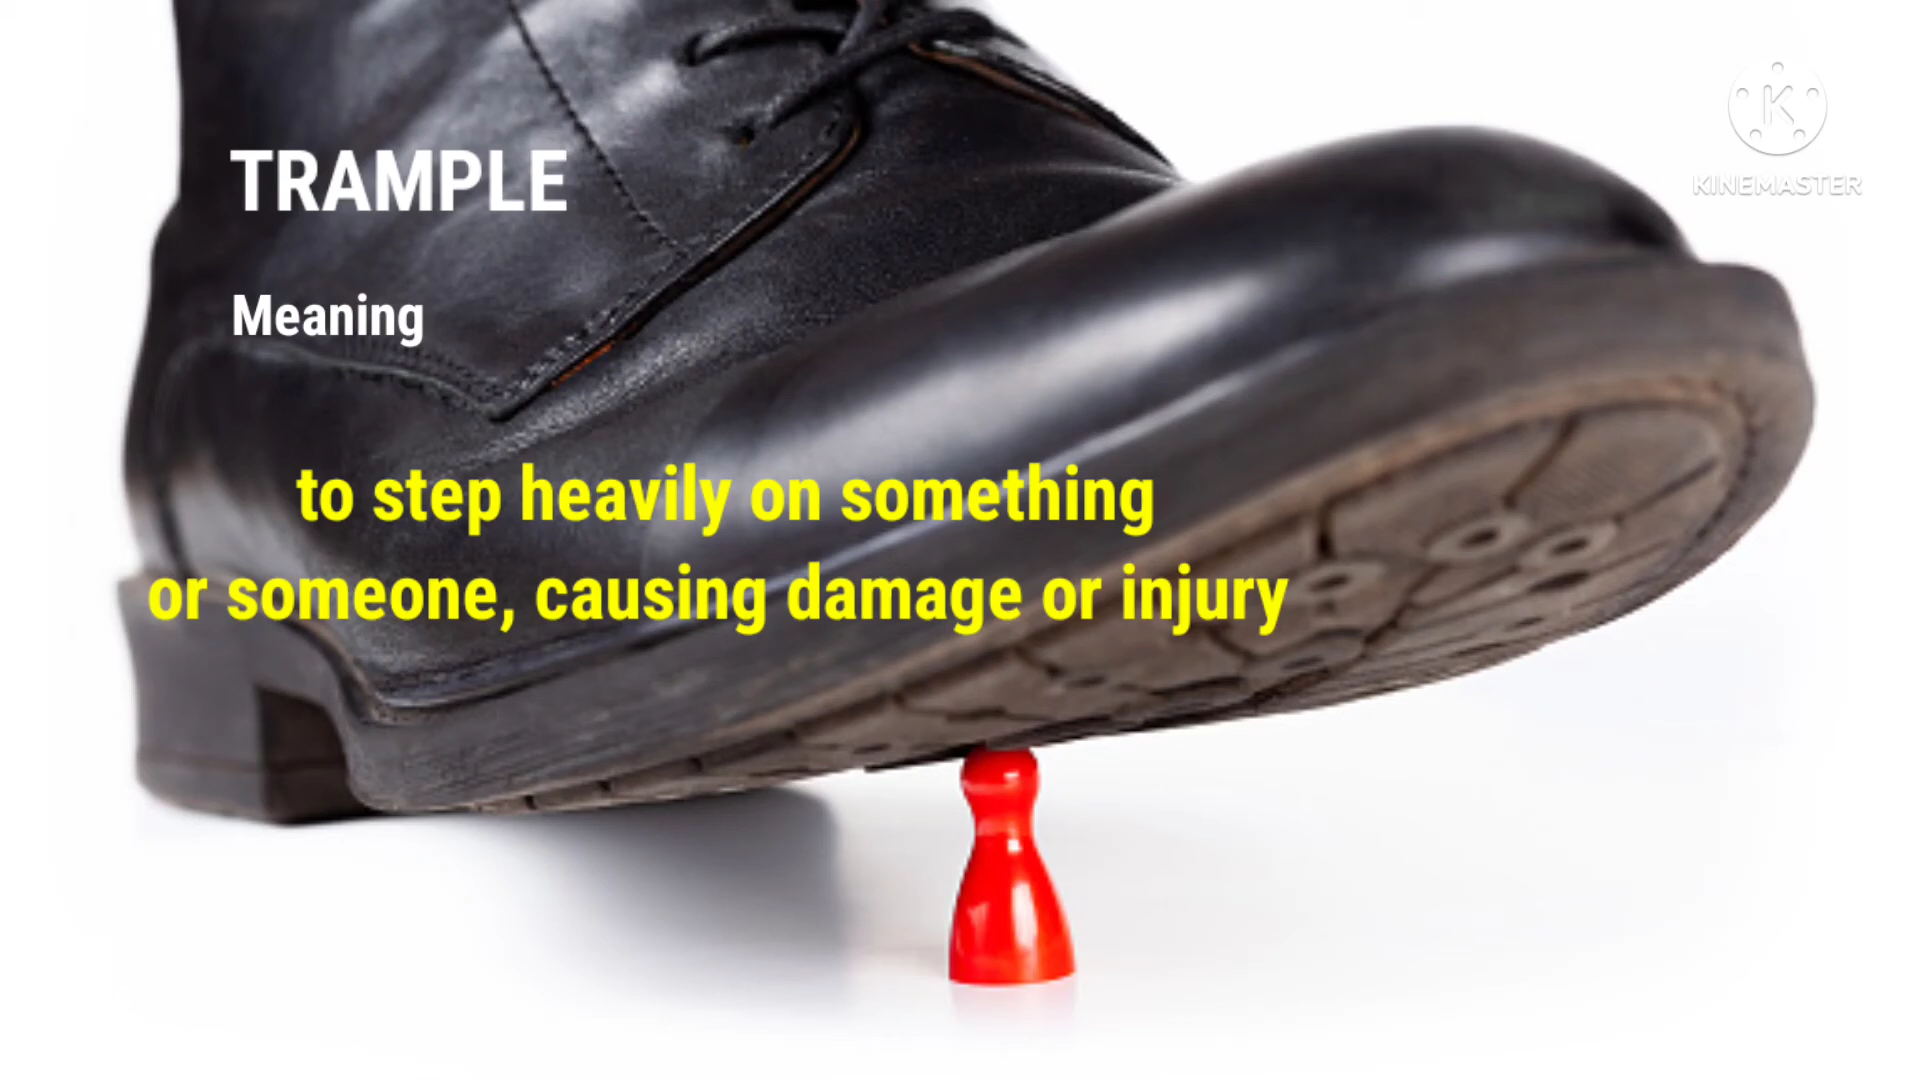 TRAMPLE
Meaning
to step heavily on something
or someone, causing damage or injury
K
KINEMASTER